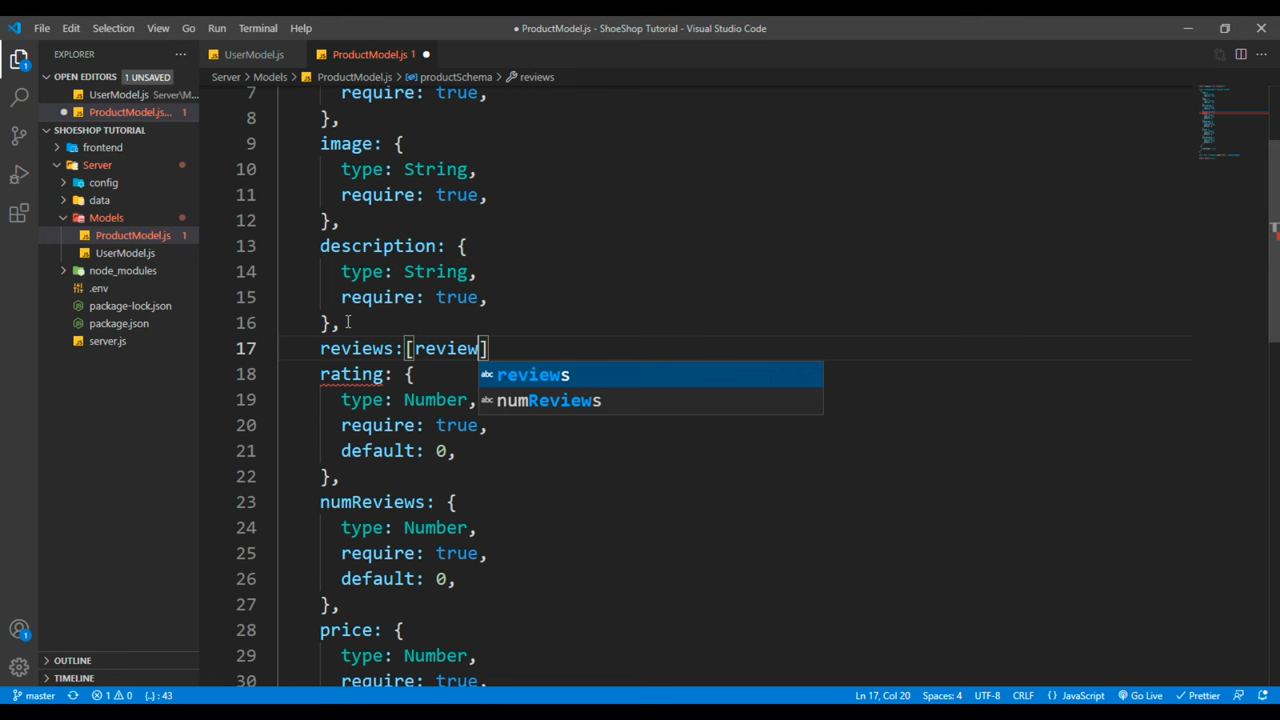 File Edit Selection View Go Run Terminal Help
● ProductModel.js - ShoeShop Tutorial - Visual Studio Code
EXPLORER
UserModel.js
ProductModel.js 1
Server > Models > ProductModel.js > productSchema > reviews
OPEN EDITORS 1 UNSAVED
UserModel.js Server\M...
ProductModel.js... 1
SHOESHOP TUTORIAL
frontend
Server
config
data
Models
ProductModel.js 1
UserModel.js
node_modules
.env
package-lock.json
package.json
server.js
OUTLINE
TIMELINE
1
1
7 require: true,
8 },
9 image: {
10 type: String,
11 require: true,
12 },
13 description: {
14 type: String,
15 require: true,
16 },
17 reviews:[review]
18 rating: {
19 type: Number,
20 require: true,
21 default: 0,
22 },
23 numReviews: {
24 type: Number,
25 require: true,
26 default: 0,
27 },
28 price: {
29 type: Number,
30 require: true,
abc reviews
abc numReviews
master 1 0 {..} : 43
Ln 17, Col 20 Spaces: 4 UTF-8 CRLF {} JavaScript Go Live Prettier